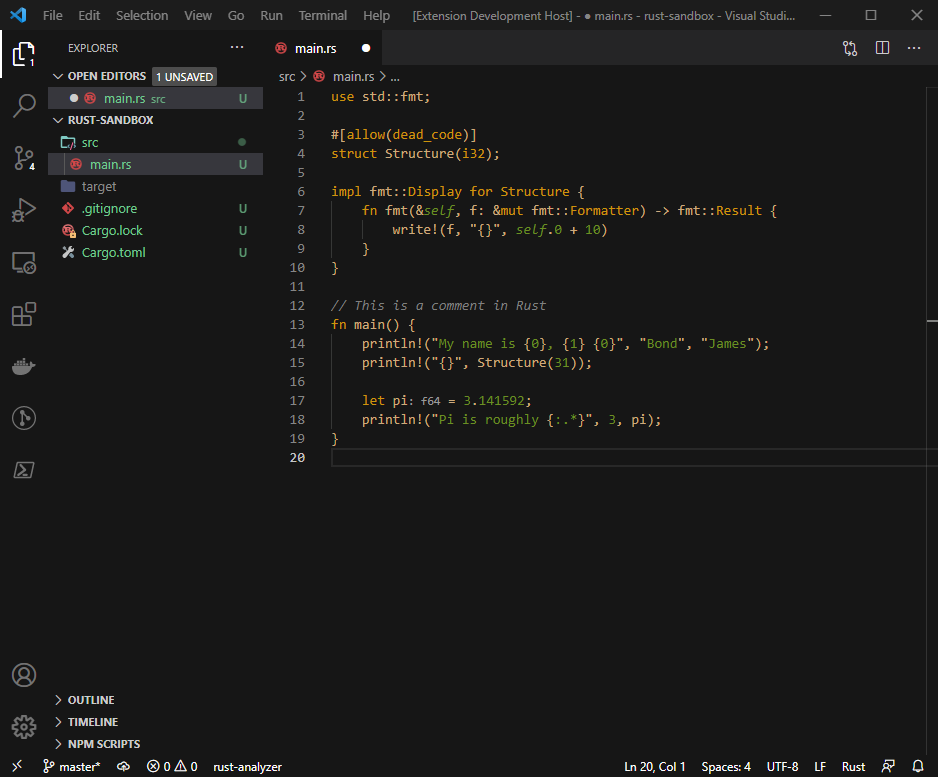 File Edit Selection View Go Run Terminal Help [Extension Development Host] - ● main.rs - rust-sandbox - Visual Studi...
EXPLORER ...
OPEN EDITORS 1 UNSAVED
● main.rs src U
RUST-SANDBOX
src
main.rs U
target
.gitignore U
Cargo.lock U
Cargo.toml U
OUTLINE
TIMELINE
NPM SCRIPTS
1
4
main.rs ●
src > main.rs > ...
1 use std::fmt;
2
3 #[allow(dead_code)]
4 struct Structure(i32);
5
6 impl fmt::Display for Structure {
7 fn fmt(&self, f: &mut fmt::Formatter) -> fmt::Result {
8 write!(f, "{}", self.0 + 10)
9 }
10 }
11
12 // This is a comment in Rust
13 fn main() {
14 println!("My name is {0}, {1} {0}", "Bond", "James");
15 println!("{}", Structure(31));
16
17 let pi: f64 = 3.141592;
18 println!("Pi is roughly {:.*}", 3, pi);
19 }
20
master* 0 0 rust-analyzer Ln 20, Col 1 Spaces: 4 UTF-8 LF Rust